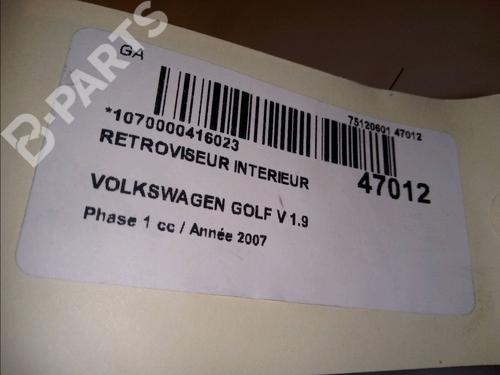 GA
B-PARTS
75120601 47012
*1070000416023
RETROVISEUR INTERIEUR
47012
VOLKSWAGEN GOLF V 1.9
Phase 1 cc / Année 2007